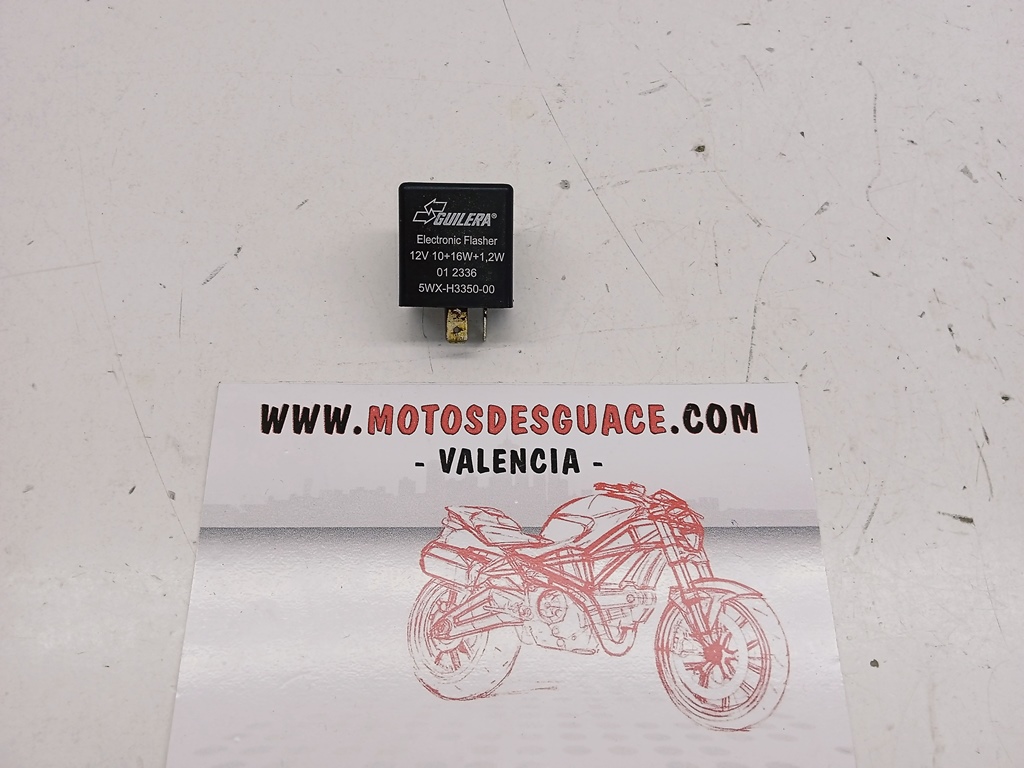 GUILERA®
Electronic Flasher
12V 10+16W+1,2W
01 2336
5WX-H3350-00
WWW.MOTOSDESGUACE.COM
- VALENCIA -